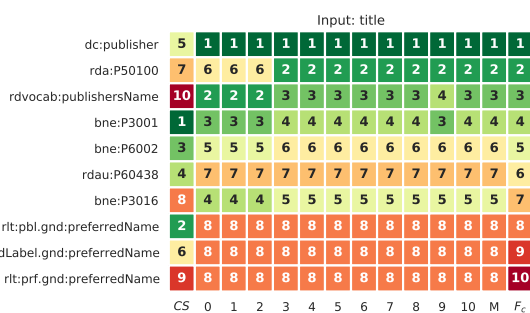 Input: title
dc:publisher 5 1 1 1 1 1 1 1 1 1 1 1 1 1
rda:P50100 7 6 6 6 2 2 2 2 2 2 2 2 2 2
rdvocab:publishersName 10 2 2 2 3 3 3 3 3 3 4 3 3 3
bne:P3001 1 3 3 3 4 4 4 4 4 4 3 4 4 4
bne:P6002 3 5 5 5 6 6 6 6 6 6 6 6 6 5
rdau:P60438 4 7 7 7 7 7 7 7 7 7 7 7 7 6
bne:P3016 8 4 4 4 5 5 5 5 5 5 5 5 5 7
rlt:pbl.gnd:preferredName 2 8 8 8 8 8 8 8 8 8 8 8 8 8
dLabel.gnd:preferredName 6 8 8 8 8 8 8 8 8 8 8 8 8 9
rlt:prf.gnd:preferredName 9 8 8 8 8 8 8 8 8 8 8 8 8 10
CS 0 1 2 3 4 5 6 7 8 9 10 M Fc